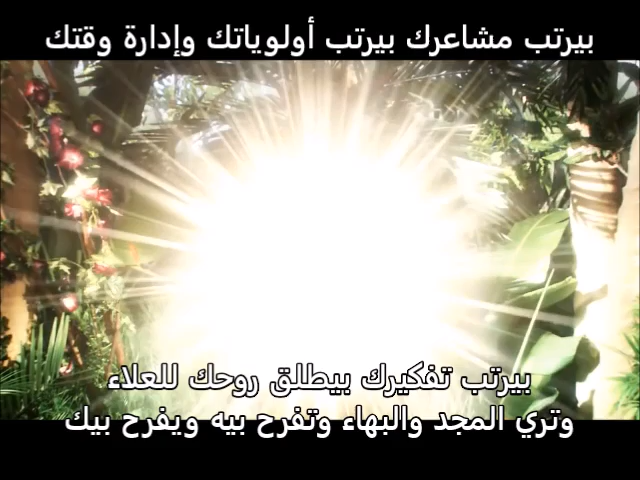 بيرتب مشاعرك بيرتب أولوياتك وإدارة وقتك
بيرتب تفكيرك بيطلق روحك للعلاء
وتري المجد والبهاء وتفرح بيه ويفرح بيك